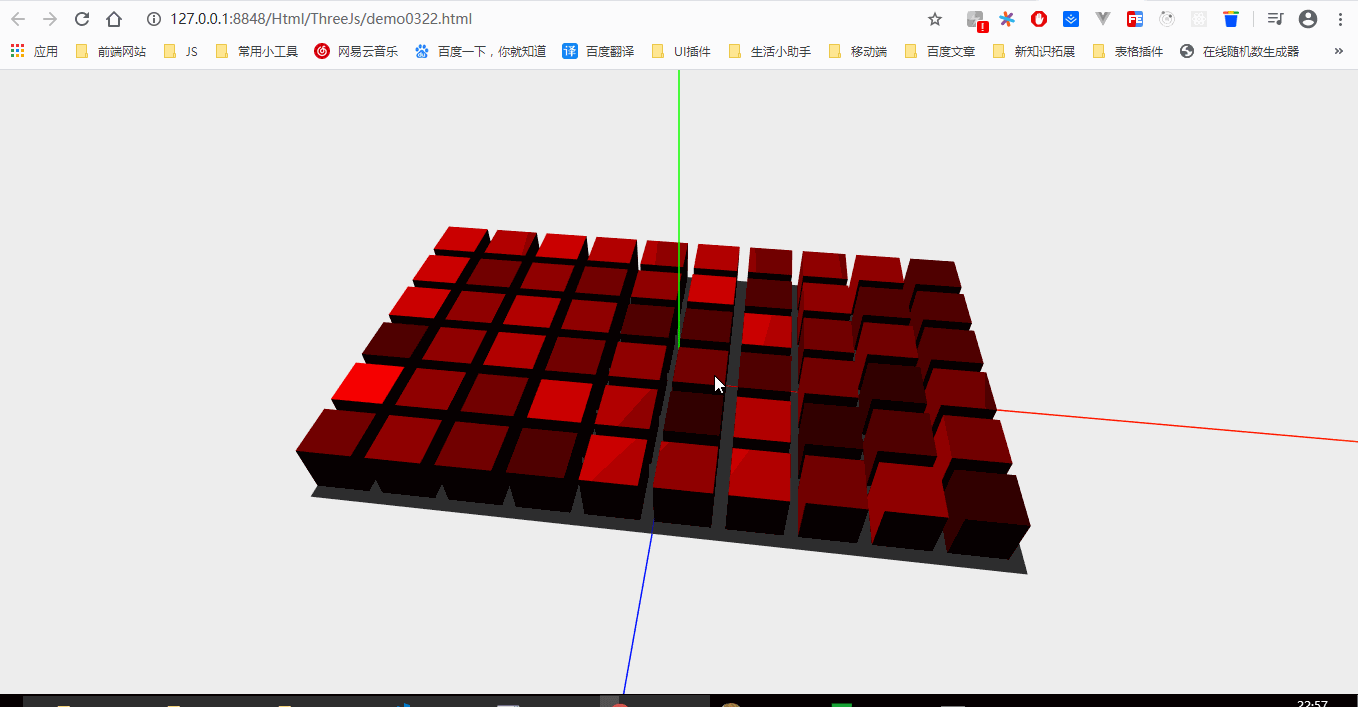 127.0.0.1:8848/Html/ThreeJs/demo0322.html
应用 前端网站 JS 常用小工具 网易云音乐 百度一下，你就知道 译 百度翻译 UI插件 生活小助手 移动端 百度文章 新知识拓展 表格插件 在线随机数生成器 »
22:57